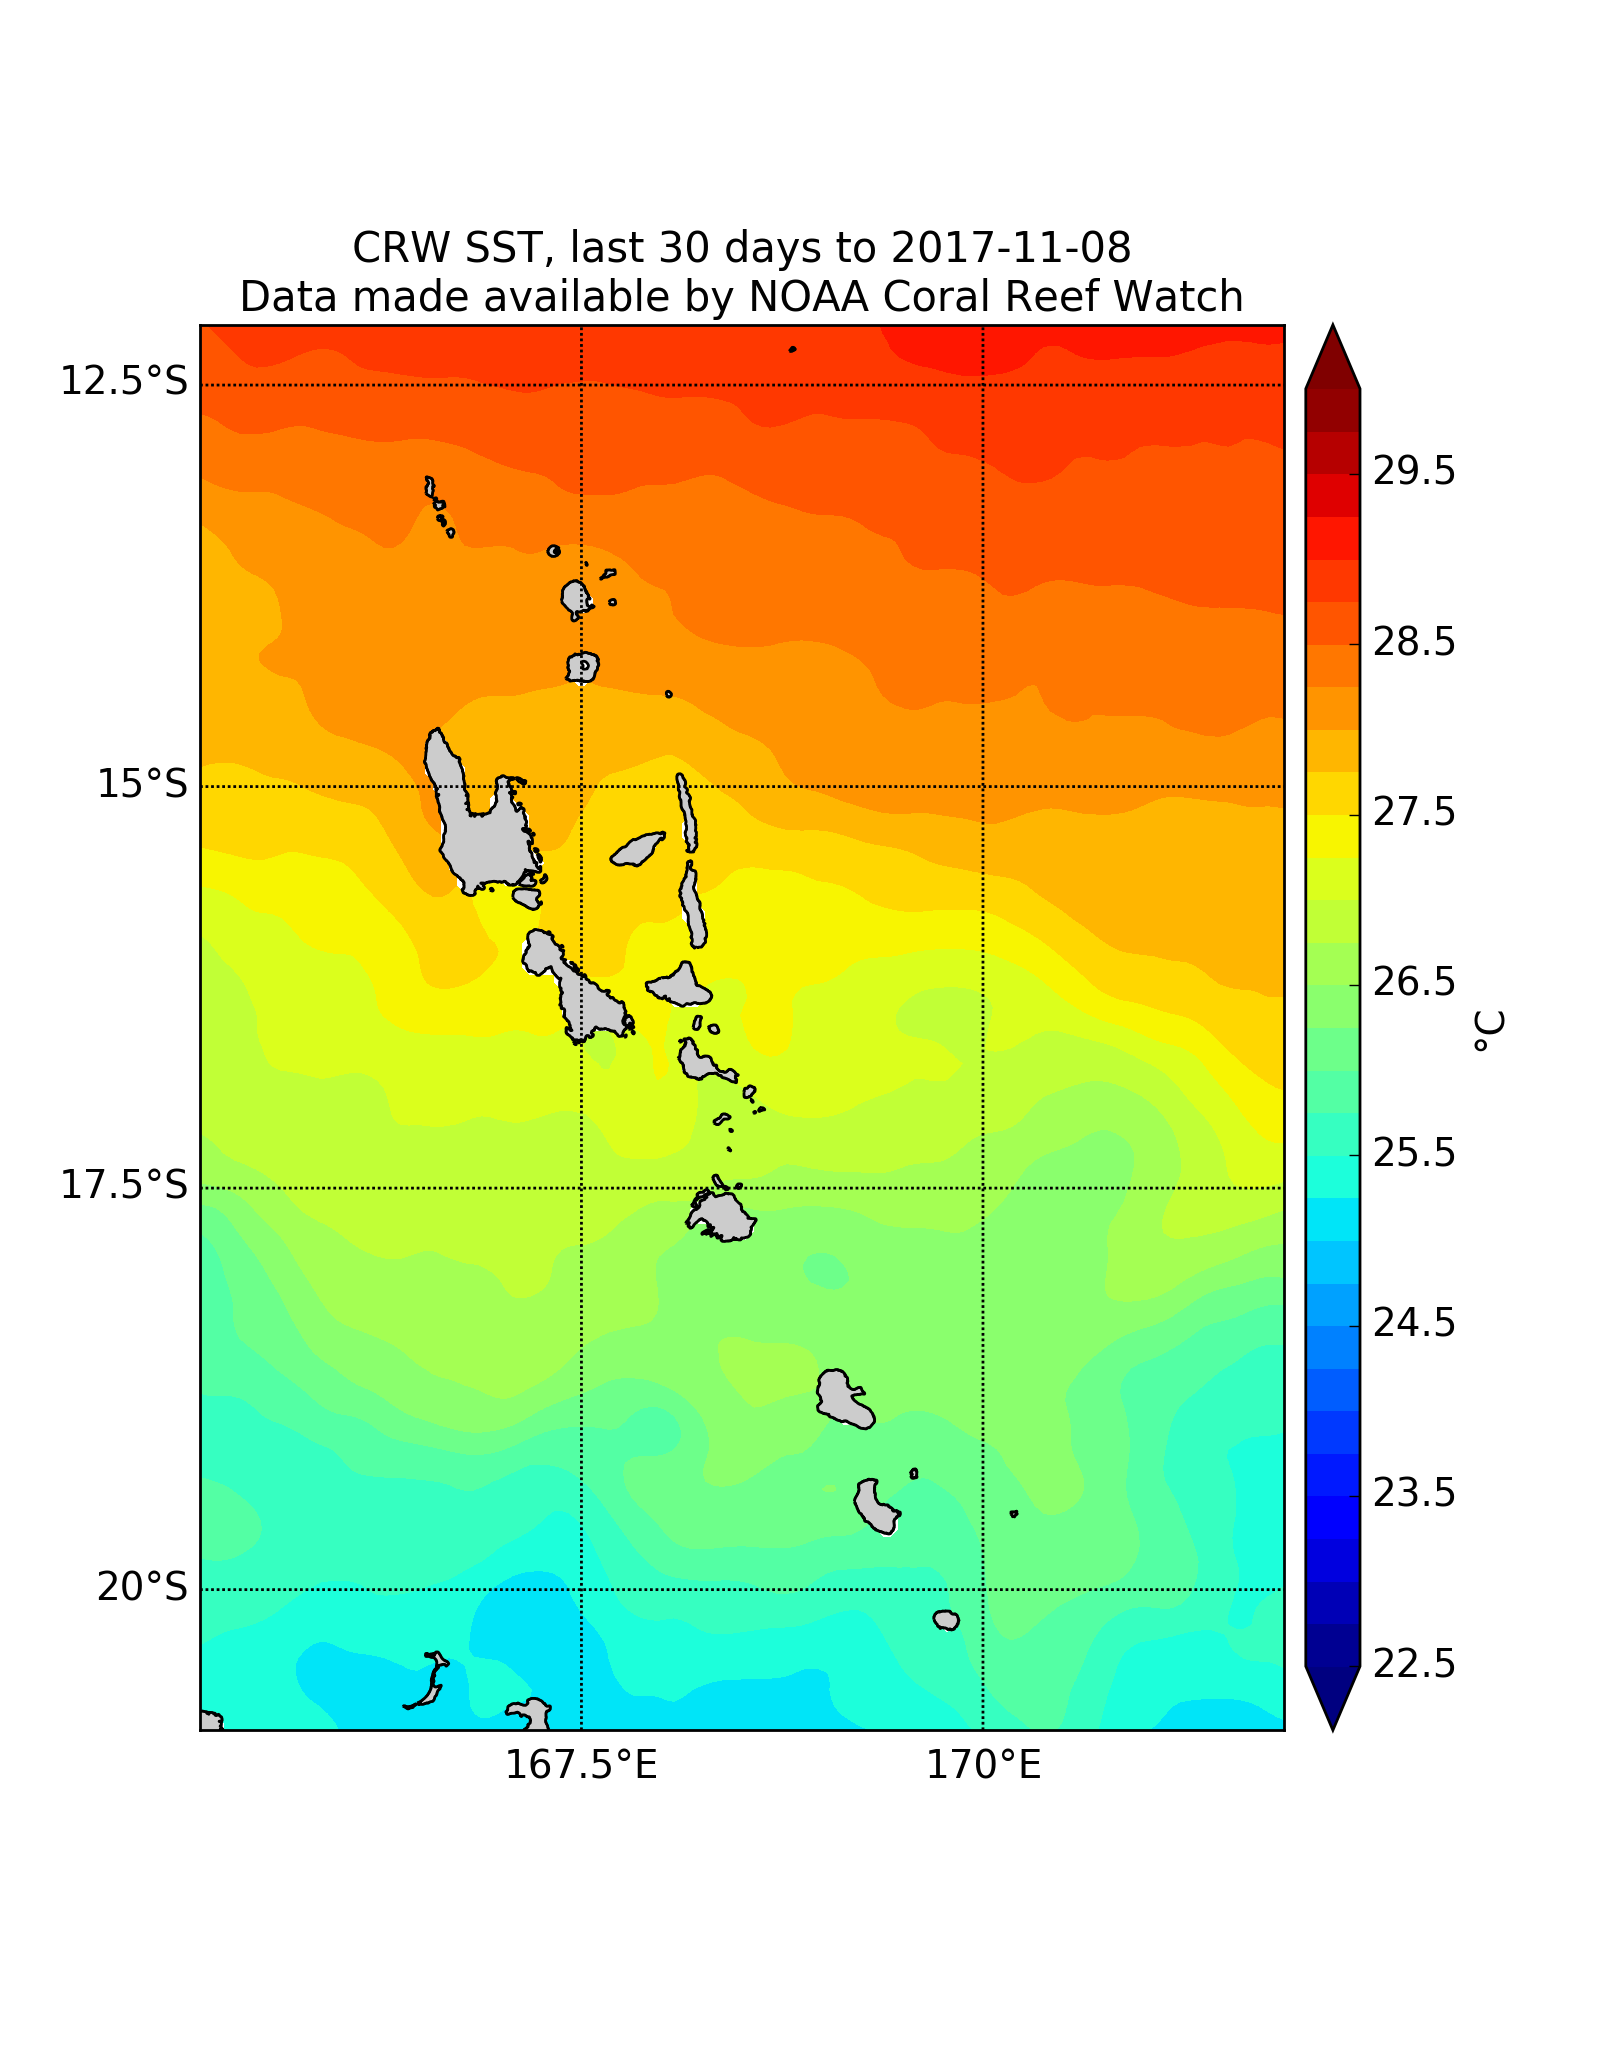 CRW SST, last 30 days to 2017-11-08
Data made available by NOAA Coral Reef Watch
12.5°S
15°S
17.5°S
20°S
167.5°E
170°E
29.5
28.5
27.5
26.5
25.5
24.5
23.5
22.5
°C